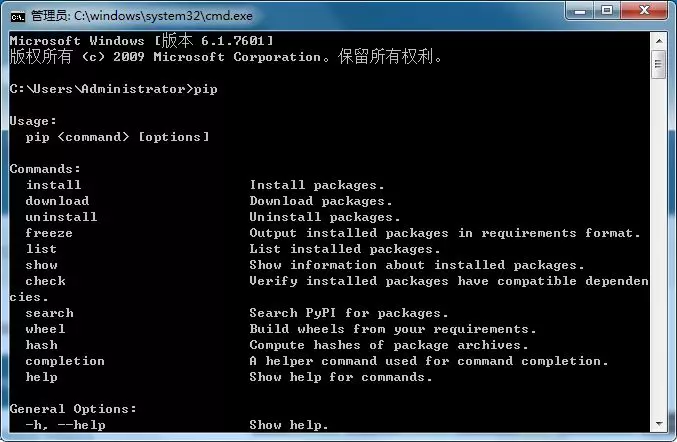 管理员: C:\windows\system32\cmd.exe
Microsoft Windows [版本 6.1.7601]
版权所有 (c) 2009 Microsoft Corporation。保留所有权利。
C:\Users\Administrator>pip
Usage:
  pip <command> [options]
Commands:
  install                     Install packages.
  download                    Download packages.
  uninstall                   Uninstall packages.
  freeze                      Output installed packages in requirements format.
  list                        List installed packages.
  show                        Show information about installed packages.
  check                       Verify installed packages have compatible dependen
cies.
  search                      Search PyPI for packages.
  wheel                       Build wheels from your requirements.
  hash                        Compute hashes of package archives.
  completion                  A helper command used for command completion.
  help                        Show help for commands.
General Options:
  -h, --help                  Show help.